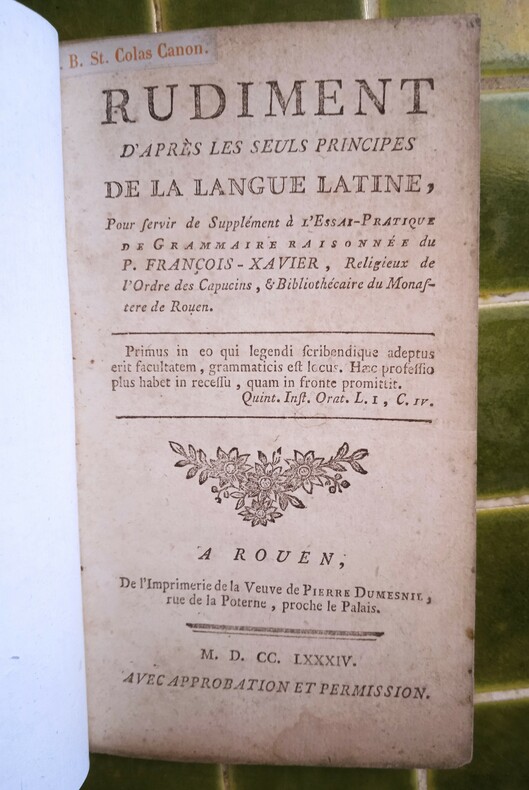 B. St. Colas Canon.
RUDIMENT
D'APRÈS LES SEULS PRINCIPES
DE LA LANGUE LATINE,
Pour ſervir de Supplément à L'ESSAI-PRATIQUE
DE GRAMMAIRE RAISONNÉE du
P. FRANÇOIS-XAVIER, Religieux de
l'Ordre des Capucins, & Bibliothécaire du Monaſ-
tere de Rouen.
Primus in eo qui legendi ſcribendique adeptus
erit facultatem, grammaticis eſt locus. Hæc profeſſio
plus habet in receſſu, quam in fronte promittit.
Quint. Inſt. Orat. L. I, C. IV.
A ROUEN,
De l'Imprimerie de la Veuve de PIERRE DUMESNIL,
rue de la Poterne, proche le Palais.
M. D. CC. LXXXIV.
AVEC APPROBATION ET PERMISSION.